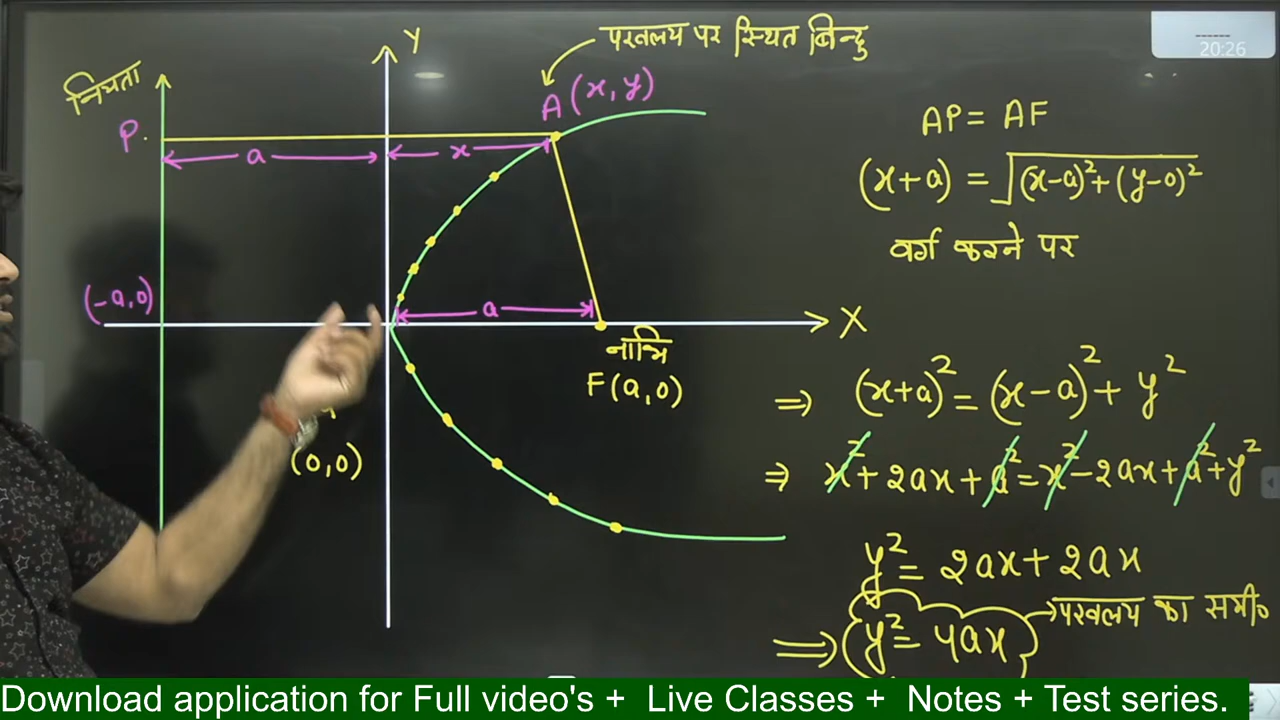 परवलय पर स्थित बिन्दु
20:26
नियता
Y
A (x, y)
P.
a
x
AP = AF
(x+a) = √(x-a)²+(y-0)²
वर्ग करने पर
(-a,0)
a
X
नाभि
F(a,0)
(0,0)
⇒ (x+a)² = (x-a)² + y²
⇒ x² + 2ax + a² = x² - 2ax + a² + y²
y² = 2ax + 2ax
⇒ y² = 4ax → परवलय का समी०
Download application for Full video's + Live Classes + Notes + Test series.